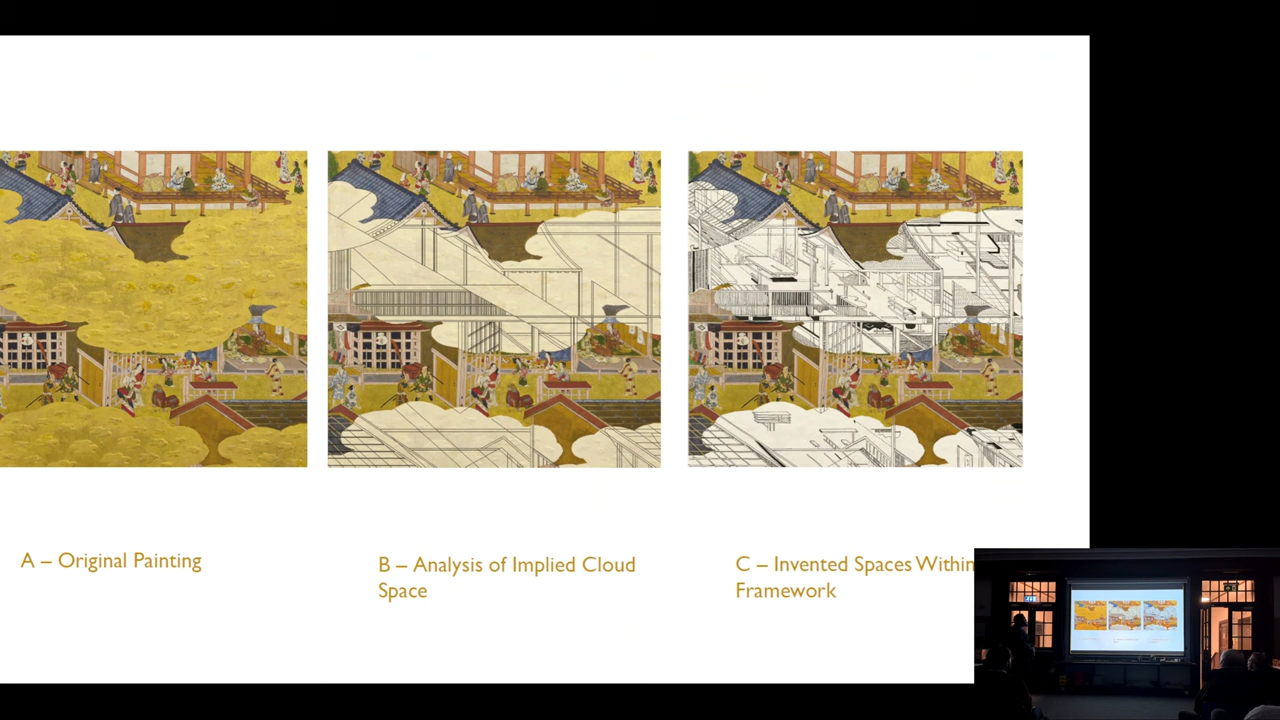 A – Original Painting
B – Analysis of Implied Cloud
Space
C – Invented Spaces Within
Framework